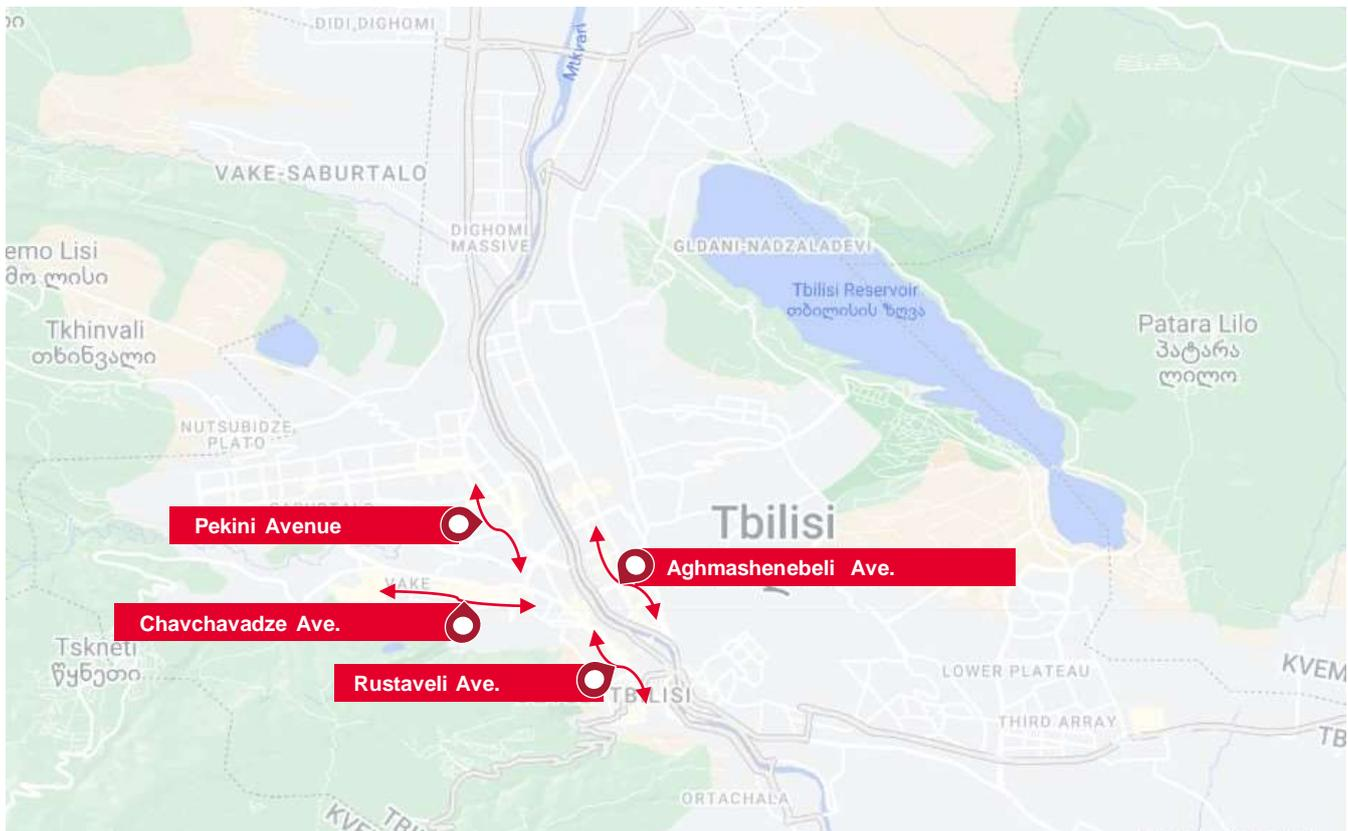 DIDI DIGHOMI
Mtkvari
VAKE-SABURTALO
DIGHOMI
MASSIVE
GLDANI-NADZALADEVI
emo Lisi
მო ლისი
Tbilisi Reservoir
თბილისის ზღვა
Tkhinvali
თხინვალი
Patara Lilo
პატარა
ლილო
NUTSUBIDZE
PLATO
Tbilisi
Pekini Avenue
Aghmashenebeli Ave.
VAKE
Chavchavadze Ave.
Tskneti
წყნეთი
Rustaveli Ave.
TBILISI
LOWER PLATEAU
KVEM
THIRD ARRAY
TB
ORTACHALA
KVE